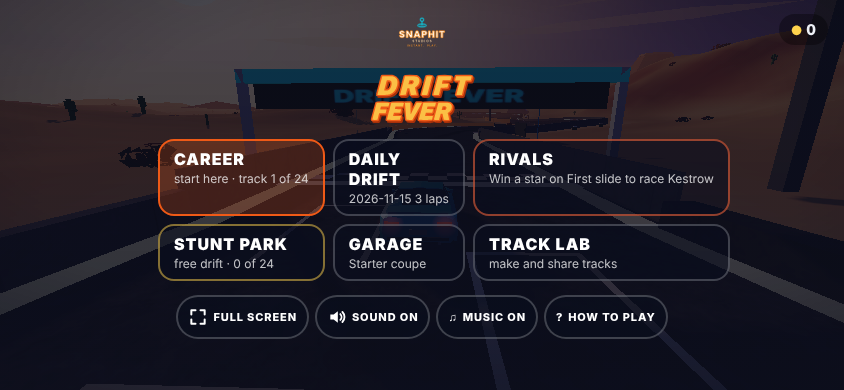 SNAPHIT
STUDIOS
0
DRIFT
FEVER
CAREER
start here · track 1 of 24
DAILY
DRIFT
2026-11-15 3 laps
RIVALS
Win a star on First slide to race Kestrow
STUNT PARK
free drift · 0 of 24
GARAGE
Starter coupe
TRACK LAB
make and share tracks
FULL SCREEN
SOUND ON
♫ MUSIC ON
? HOW TO PLAY